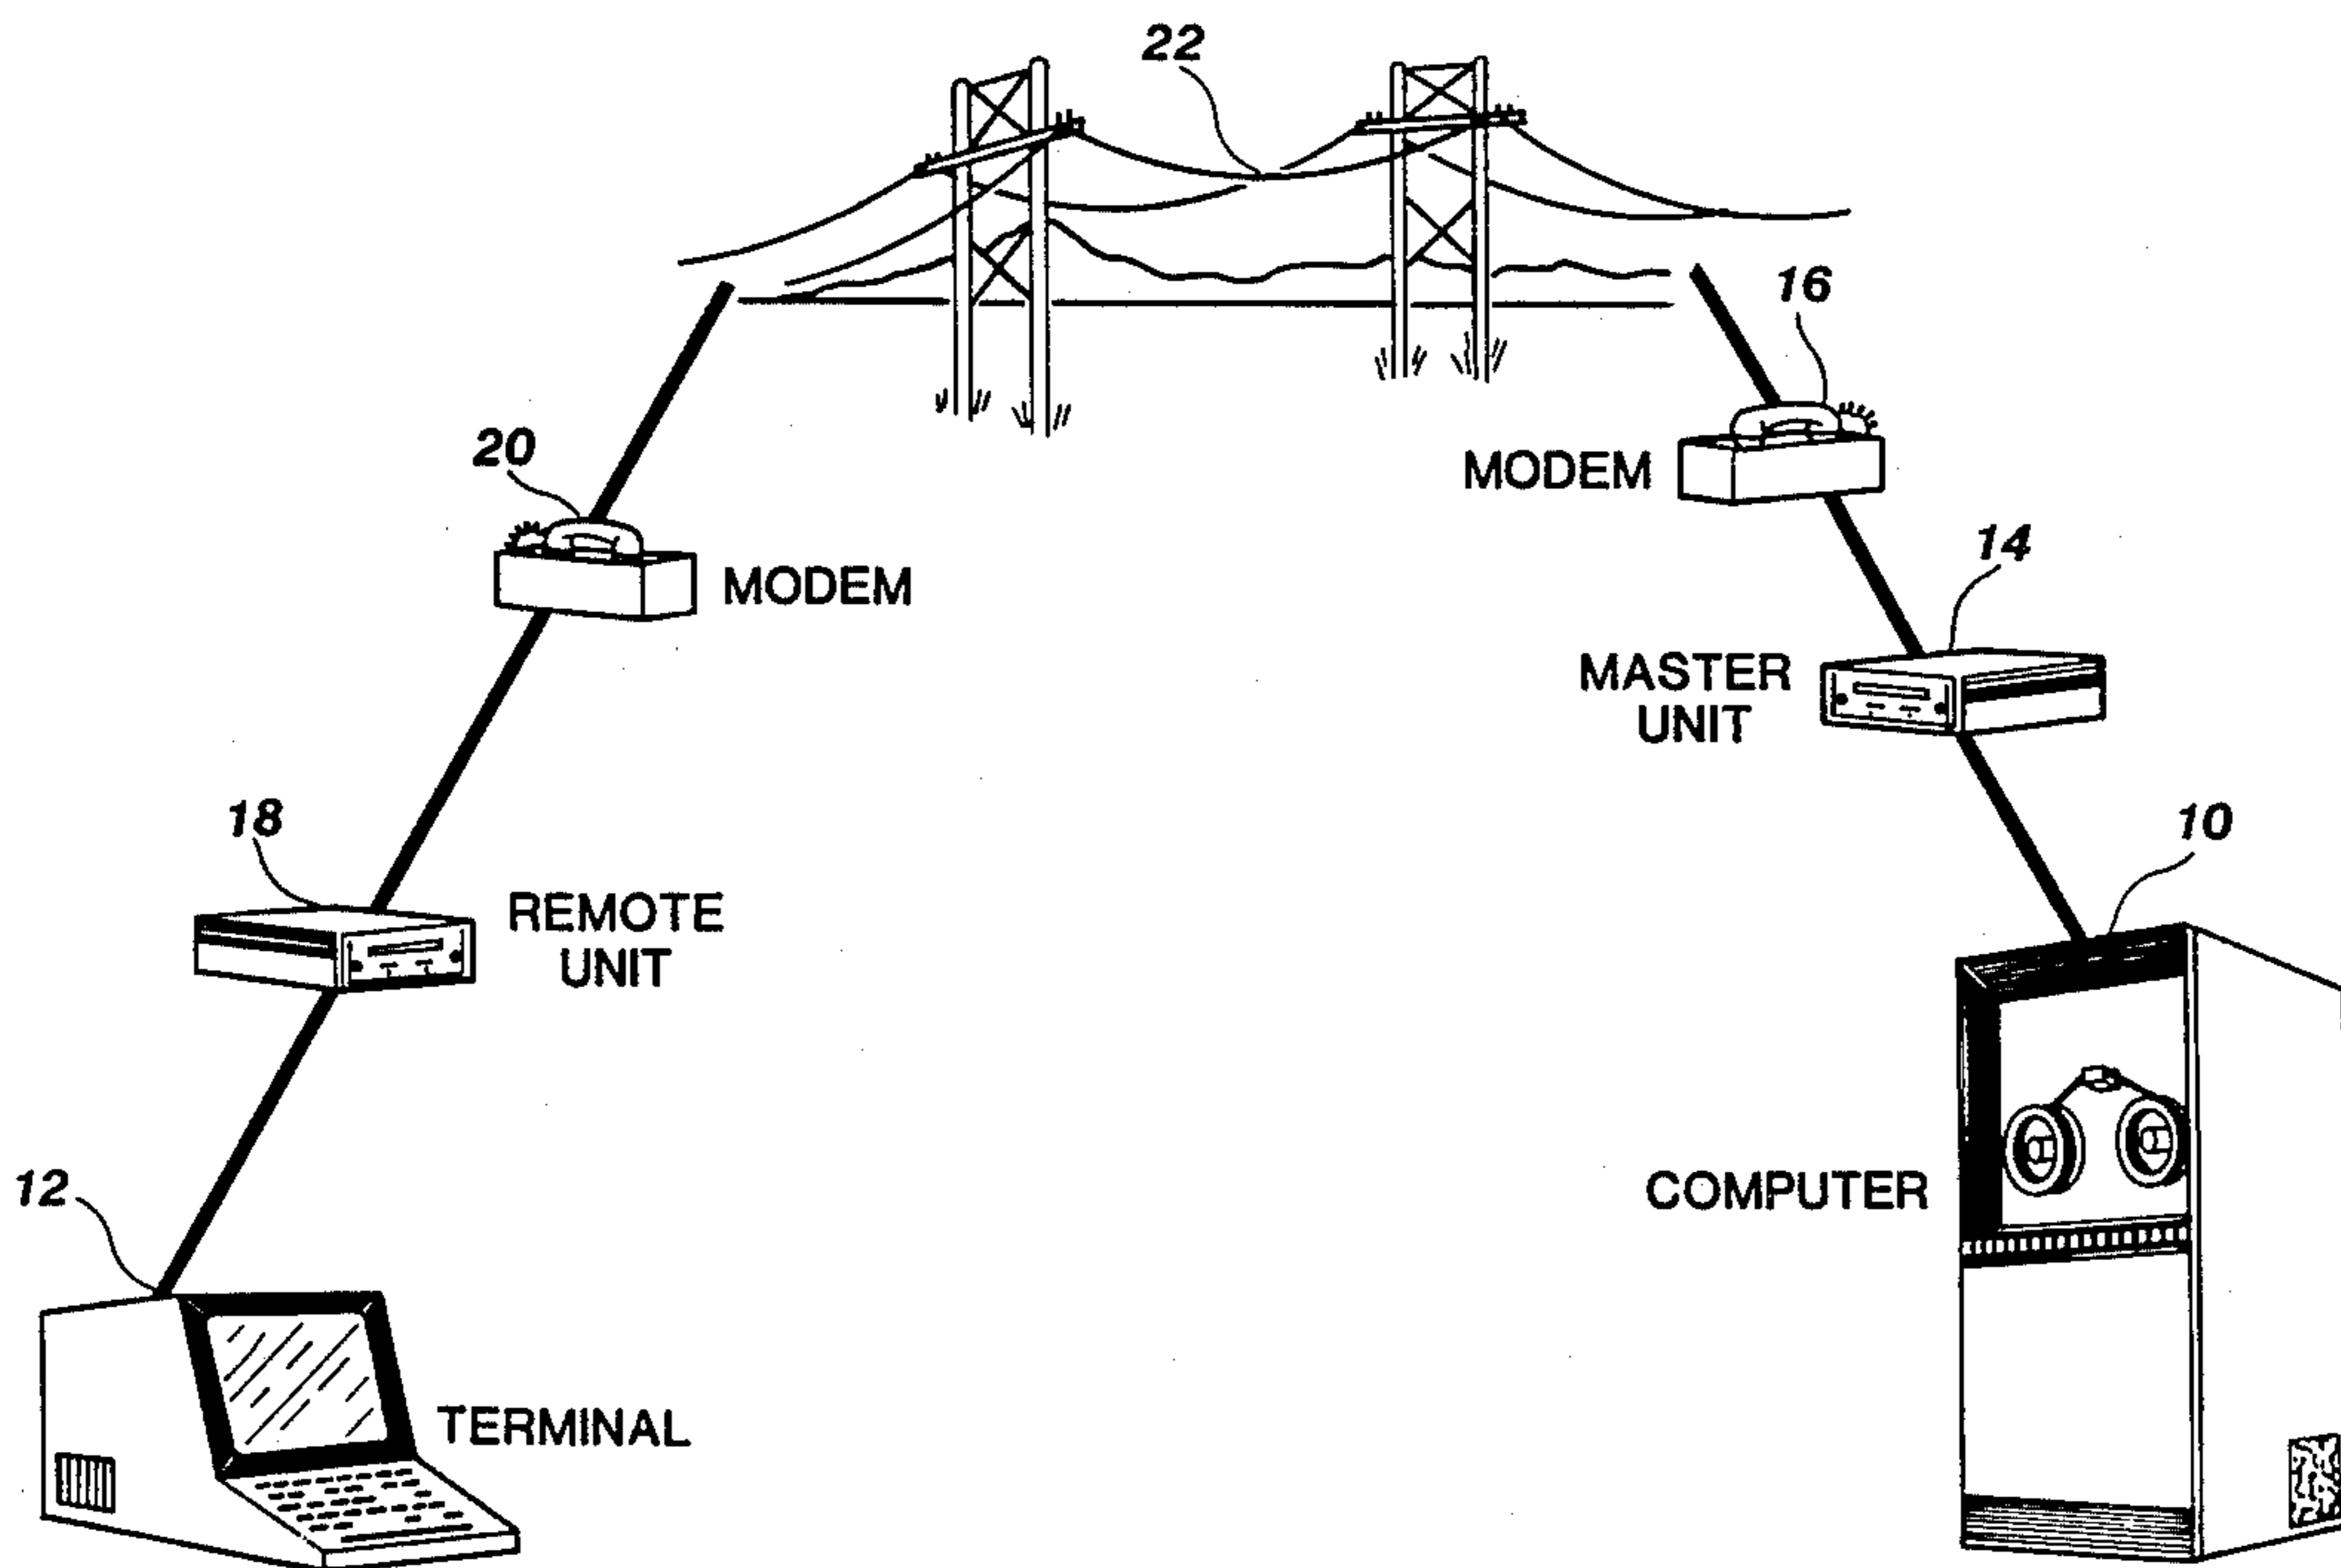 22
16
20
MODEM
MODEM
14
MASTER
UNIT
18
10
REMOTE
UNIT
12
COMPUTER
TERMINAL